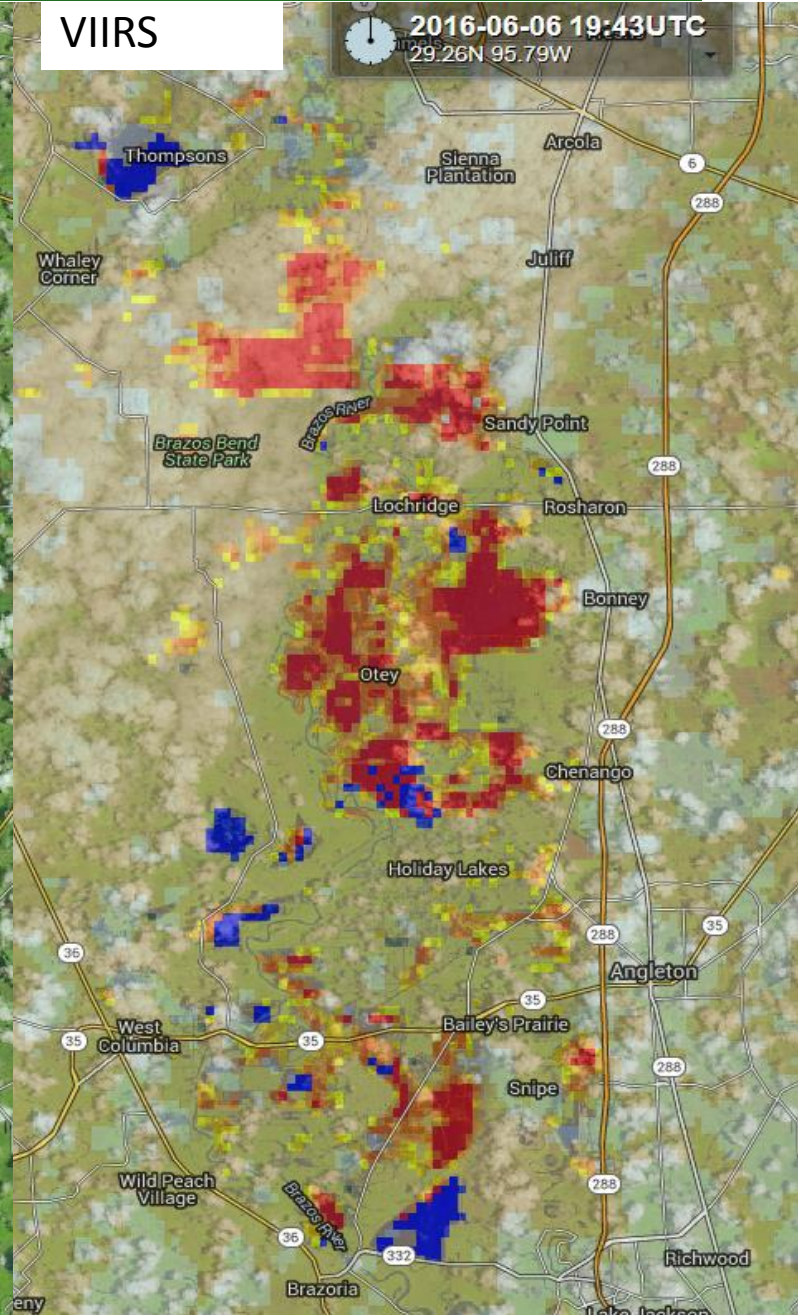 VIIRS
2016-06-06 19:43UTC
29.26N 95.79W
Thompsons
Sienna
Plantation
Arcola
6
288
Whaley
Corner
Juliff
Brazos River
Sandy Point
Brazos Bend
State Park
288
Lochridge
Rosharon
Bonney
Otey
288
Chenango
Holiday Lakes
36
288
35
Angleton
35
West
Columbia
35
35
Bailey's Prairie
288
Snipe
Wild Peach
Village
288
Brazos River
36
332
Richwood
Brazoria
Lake Jackson